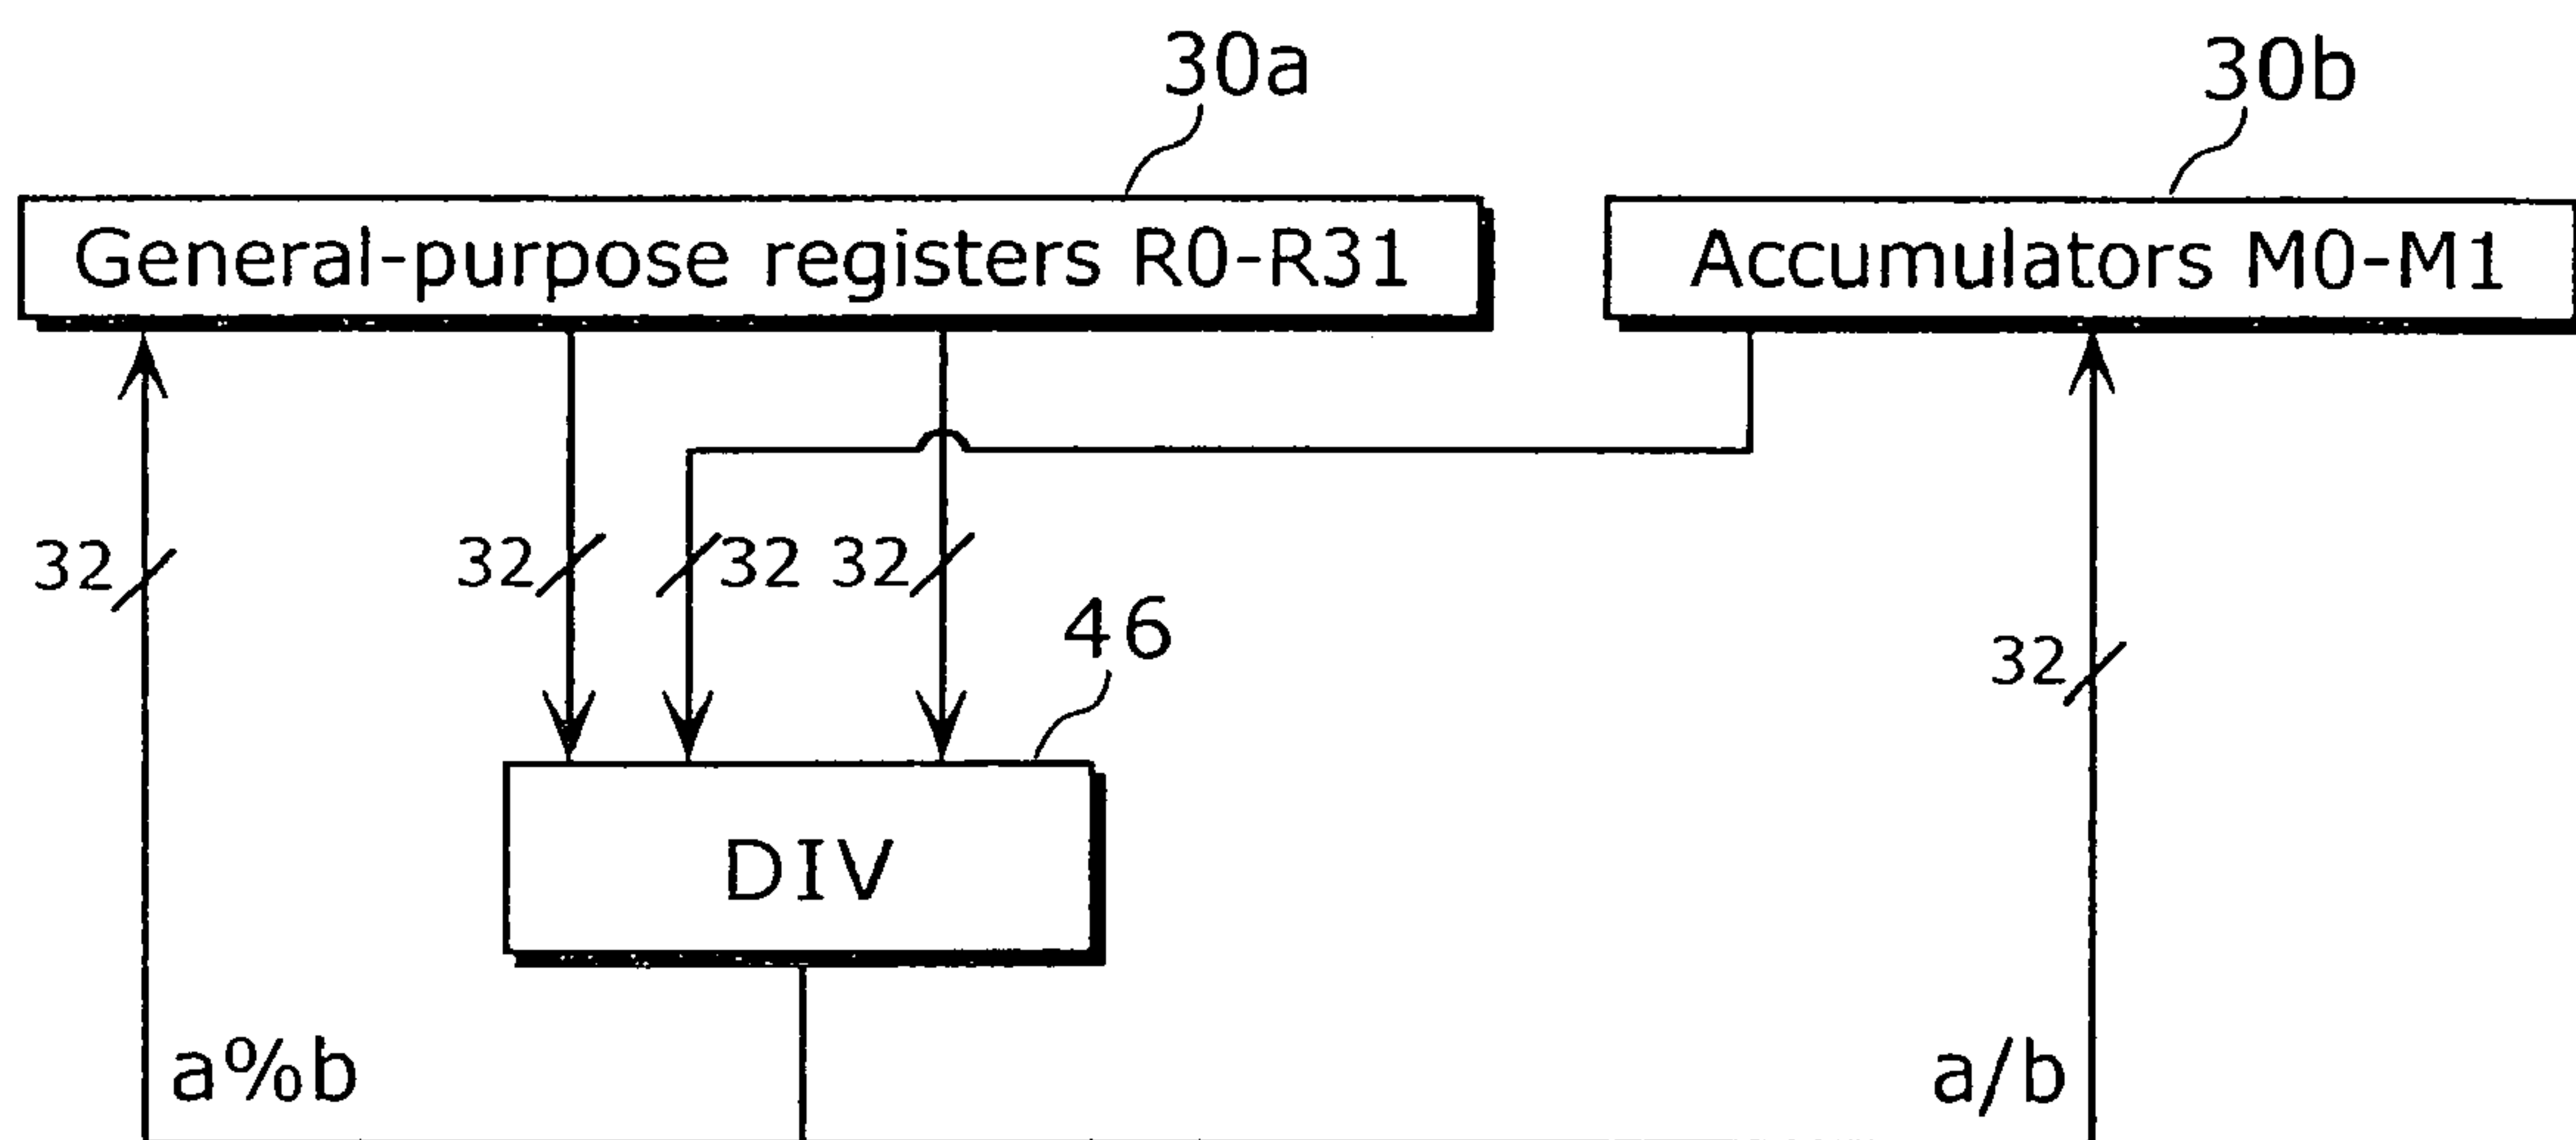 30a
30b
General-purpose registers R0-R31
Accumulators M0-M1
32
32
32
32
46
32
DIV
a%b
a/b